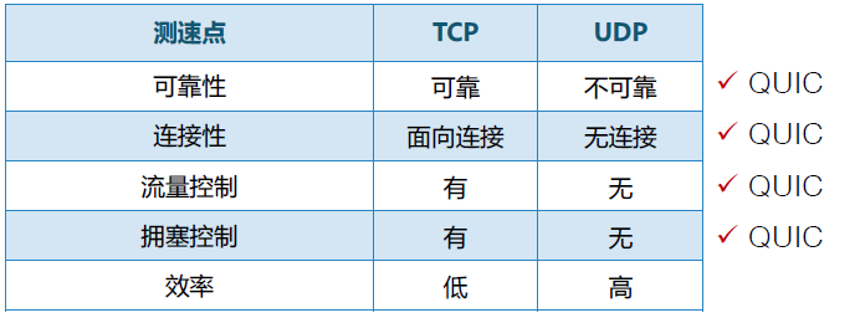 测速点 TCP UDP
可靠性 可靠 不可靠 ✓ QUIC
连接性 面向连接 无连接 ✓ QUIC
流量控制 有 无 ✓ QUIC
拥塞控制 有 无 ✓ QUIC
效率 低 高